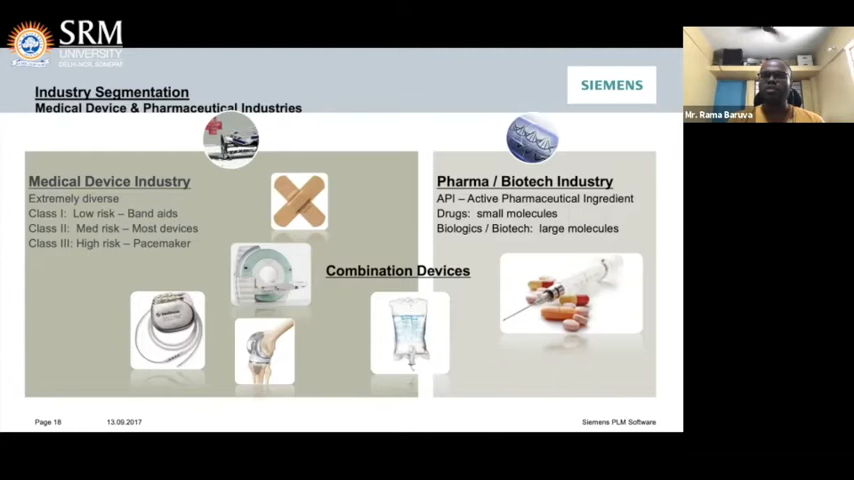 SRM
UNIVERSITY
DELHI-NCR, SONEPAT
SIEMENS
Industry Segmentation
Medical Device & Pharmaceutical Industries
Mr. Rama Baruva
Medical Device Industry
Extremely diverse
Class I: Low risk – Band aids
Class II: Med risk – Most devices
Class III: High risk – Pacemaker
Pharma / Biotech Industry
API – Active Pharmaceutical Ingredient
Drugs: small molecules
Biologics / Biotech: large molecules
Combination Devices
Page 18
13.09.2017
Siemens PLM Software